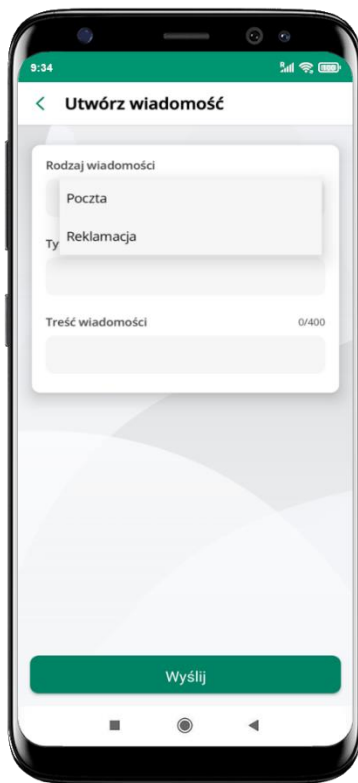 9:34
Utwórz wiadomość
Rodzaj wiadomości
Poczta
Reklamacja
Ty
Treść wiadomości 0/400
Wyślij